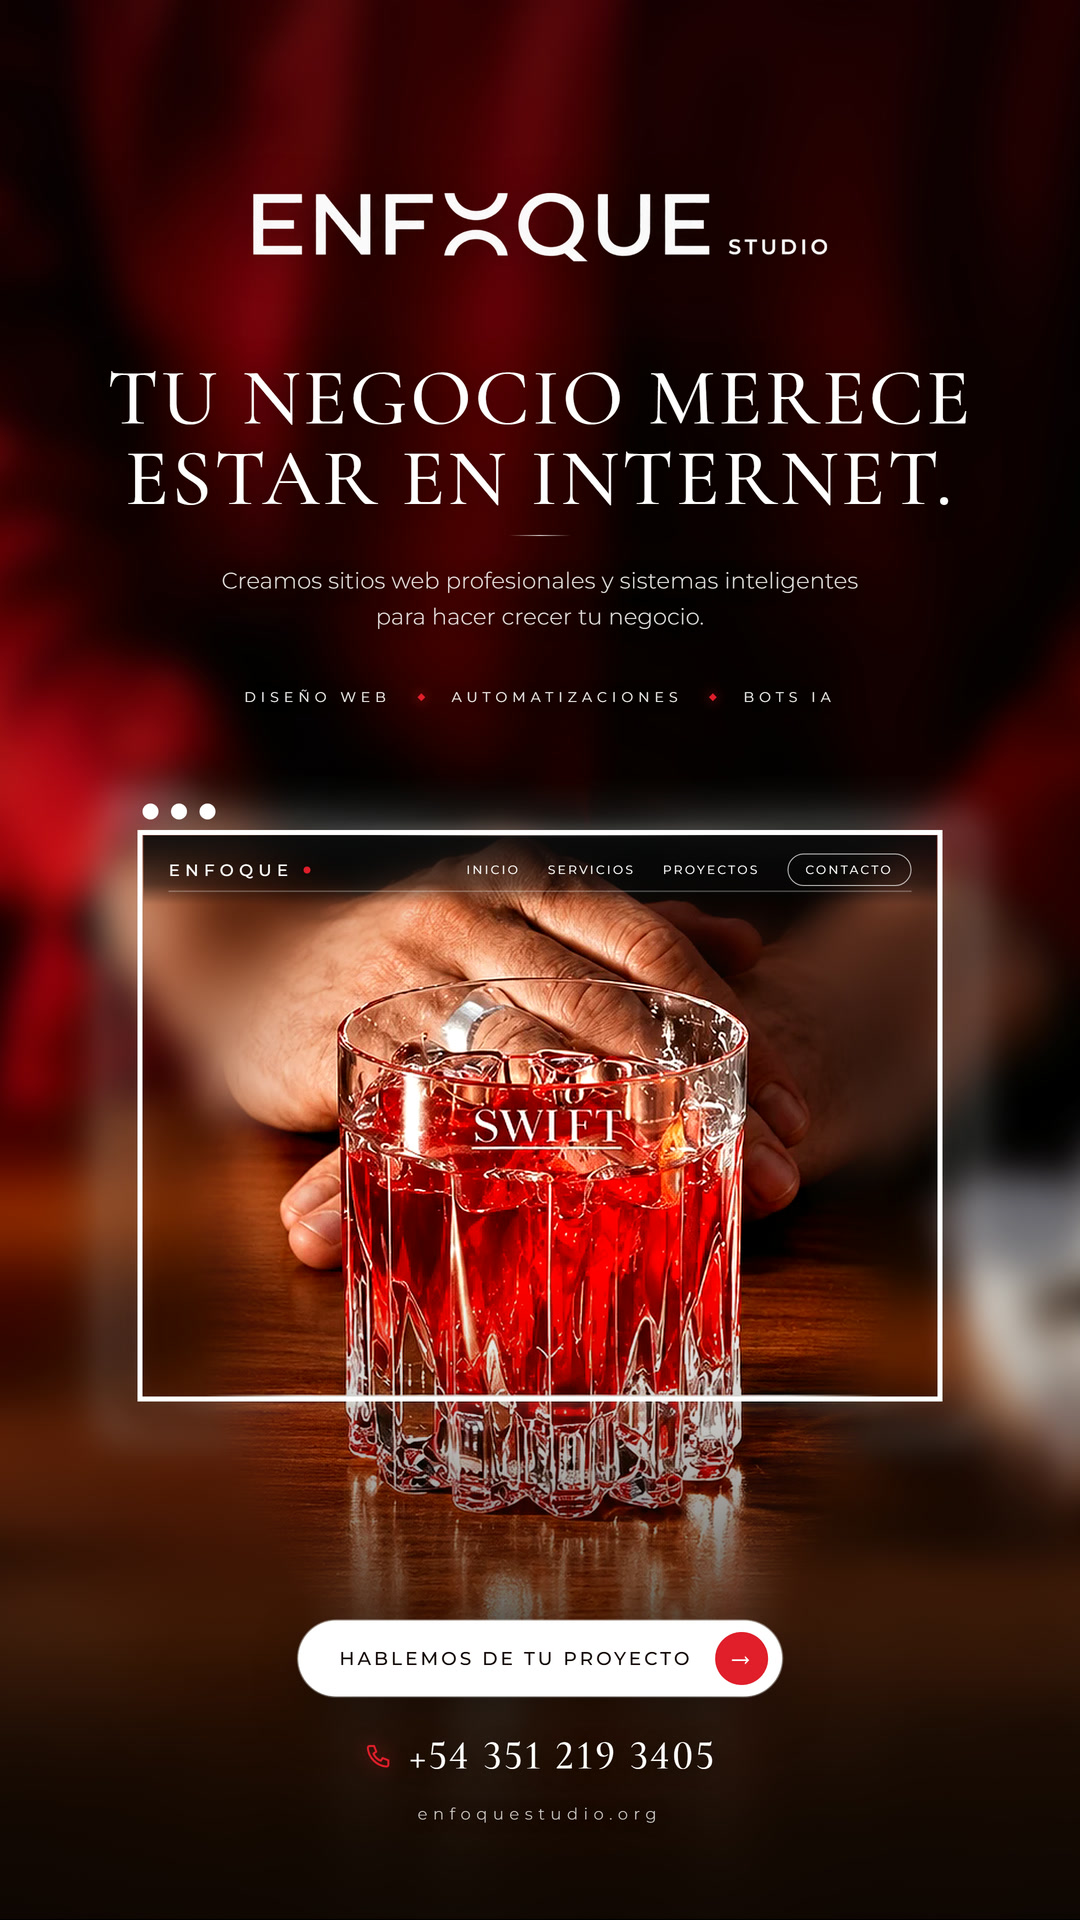 ENFOQUE STUDIO
TU NEGOCIO MERECE
ESTAR EN INTERNET.
Creamos sitios web profesionales y sistemas inteligentes
para hacer crecer tu negocio.
DISEÑO WEB ◆ AUTOMATIZACIONES ◆ BOTS IA
ENFOQUE INICIO SERVICIOS PROYECTOS CONTACTO
SWIFT
HABLEMOS DE TU PROYECTO →
+54 351 219 3405
enfoquestudio.org